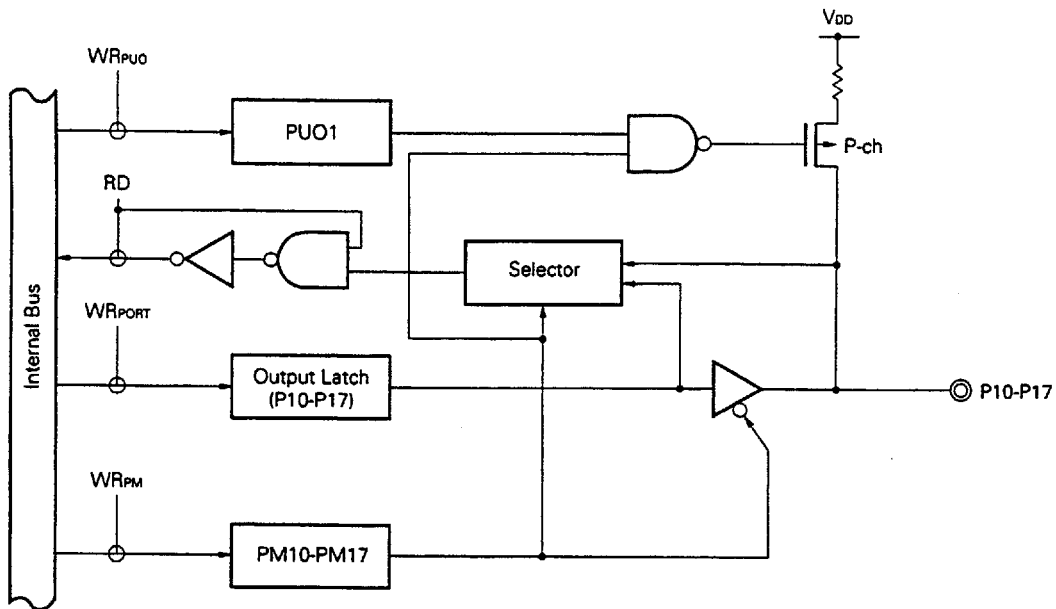 VDD
WRPUO
PUO1
P-ch
RD
Selector
Internal Bus
WRPORT
Output Latch
(P10-P17)
P10-P17
WRPM
PM10-PM17